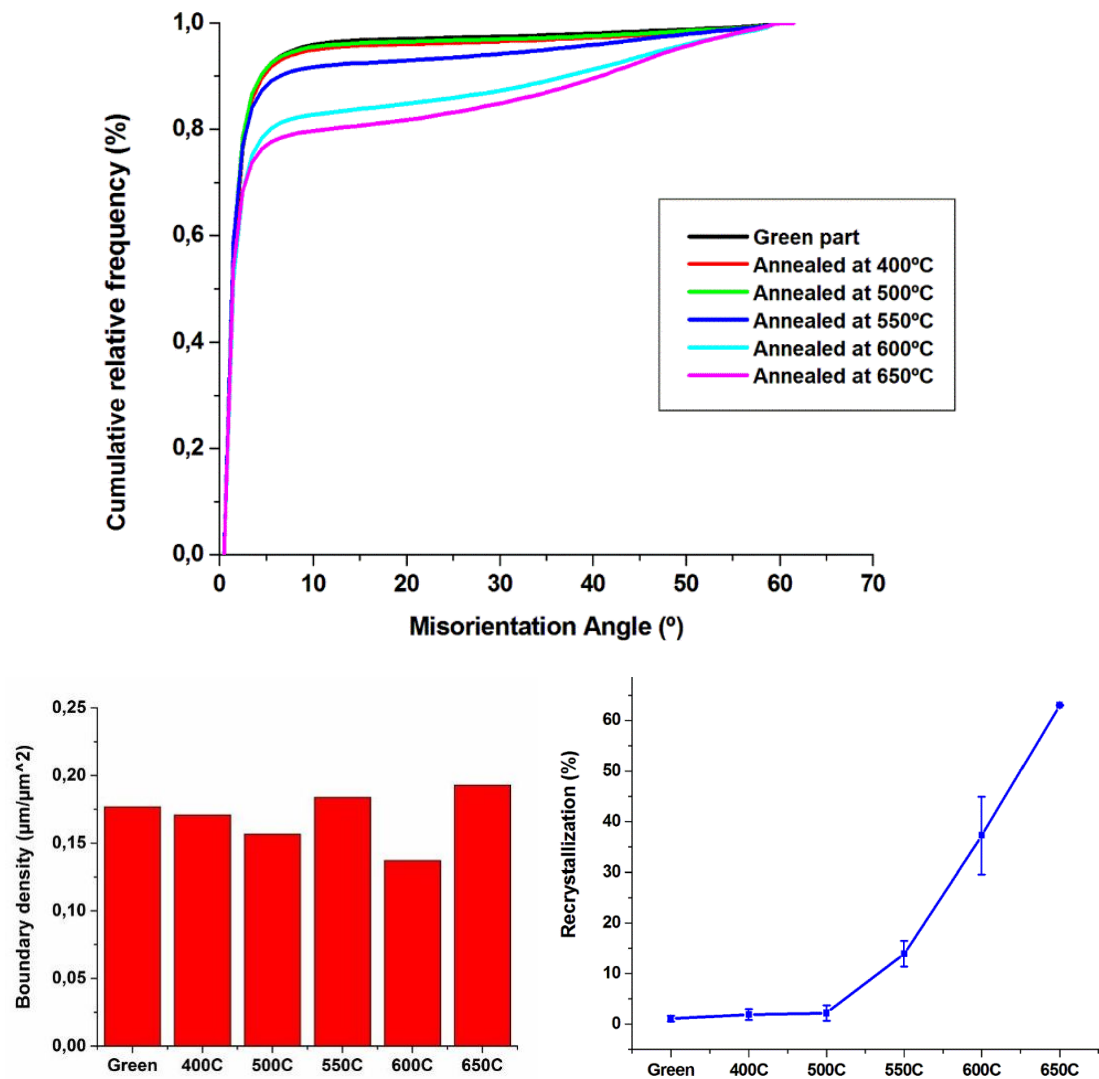 1,0
0,8
0,6
0,4
0,2
0,0
Cumulative relative frequency (%)
Green part
Annealed at 400ºC
Annealed at 500ºC
Annealed at 550ºC
Annealed at 600ºC
Annealed at 650ºC
0 10 20 30 40 50 60 70
Misorientation Angle (º)
0,25
0,20
0,15
0,10
0,05
0,00
Boundary density (µm/µm^2)
Green 400C 500C 550C 600C 650C
60
50
40
30
20
10
0
Recrystallization (%)
Green 400C 500C 550C 600C 650C